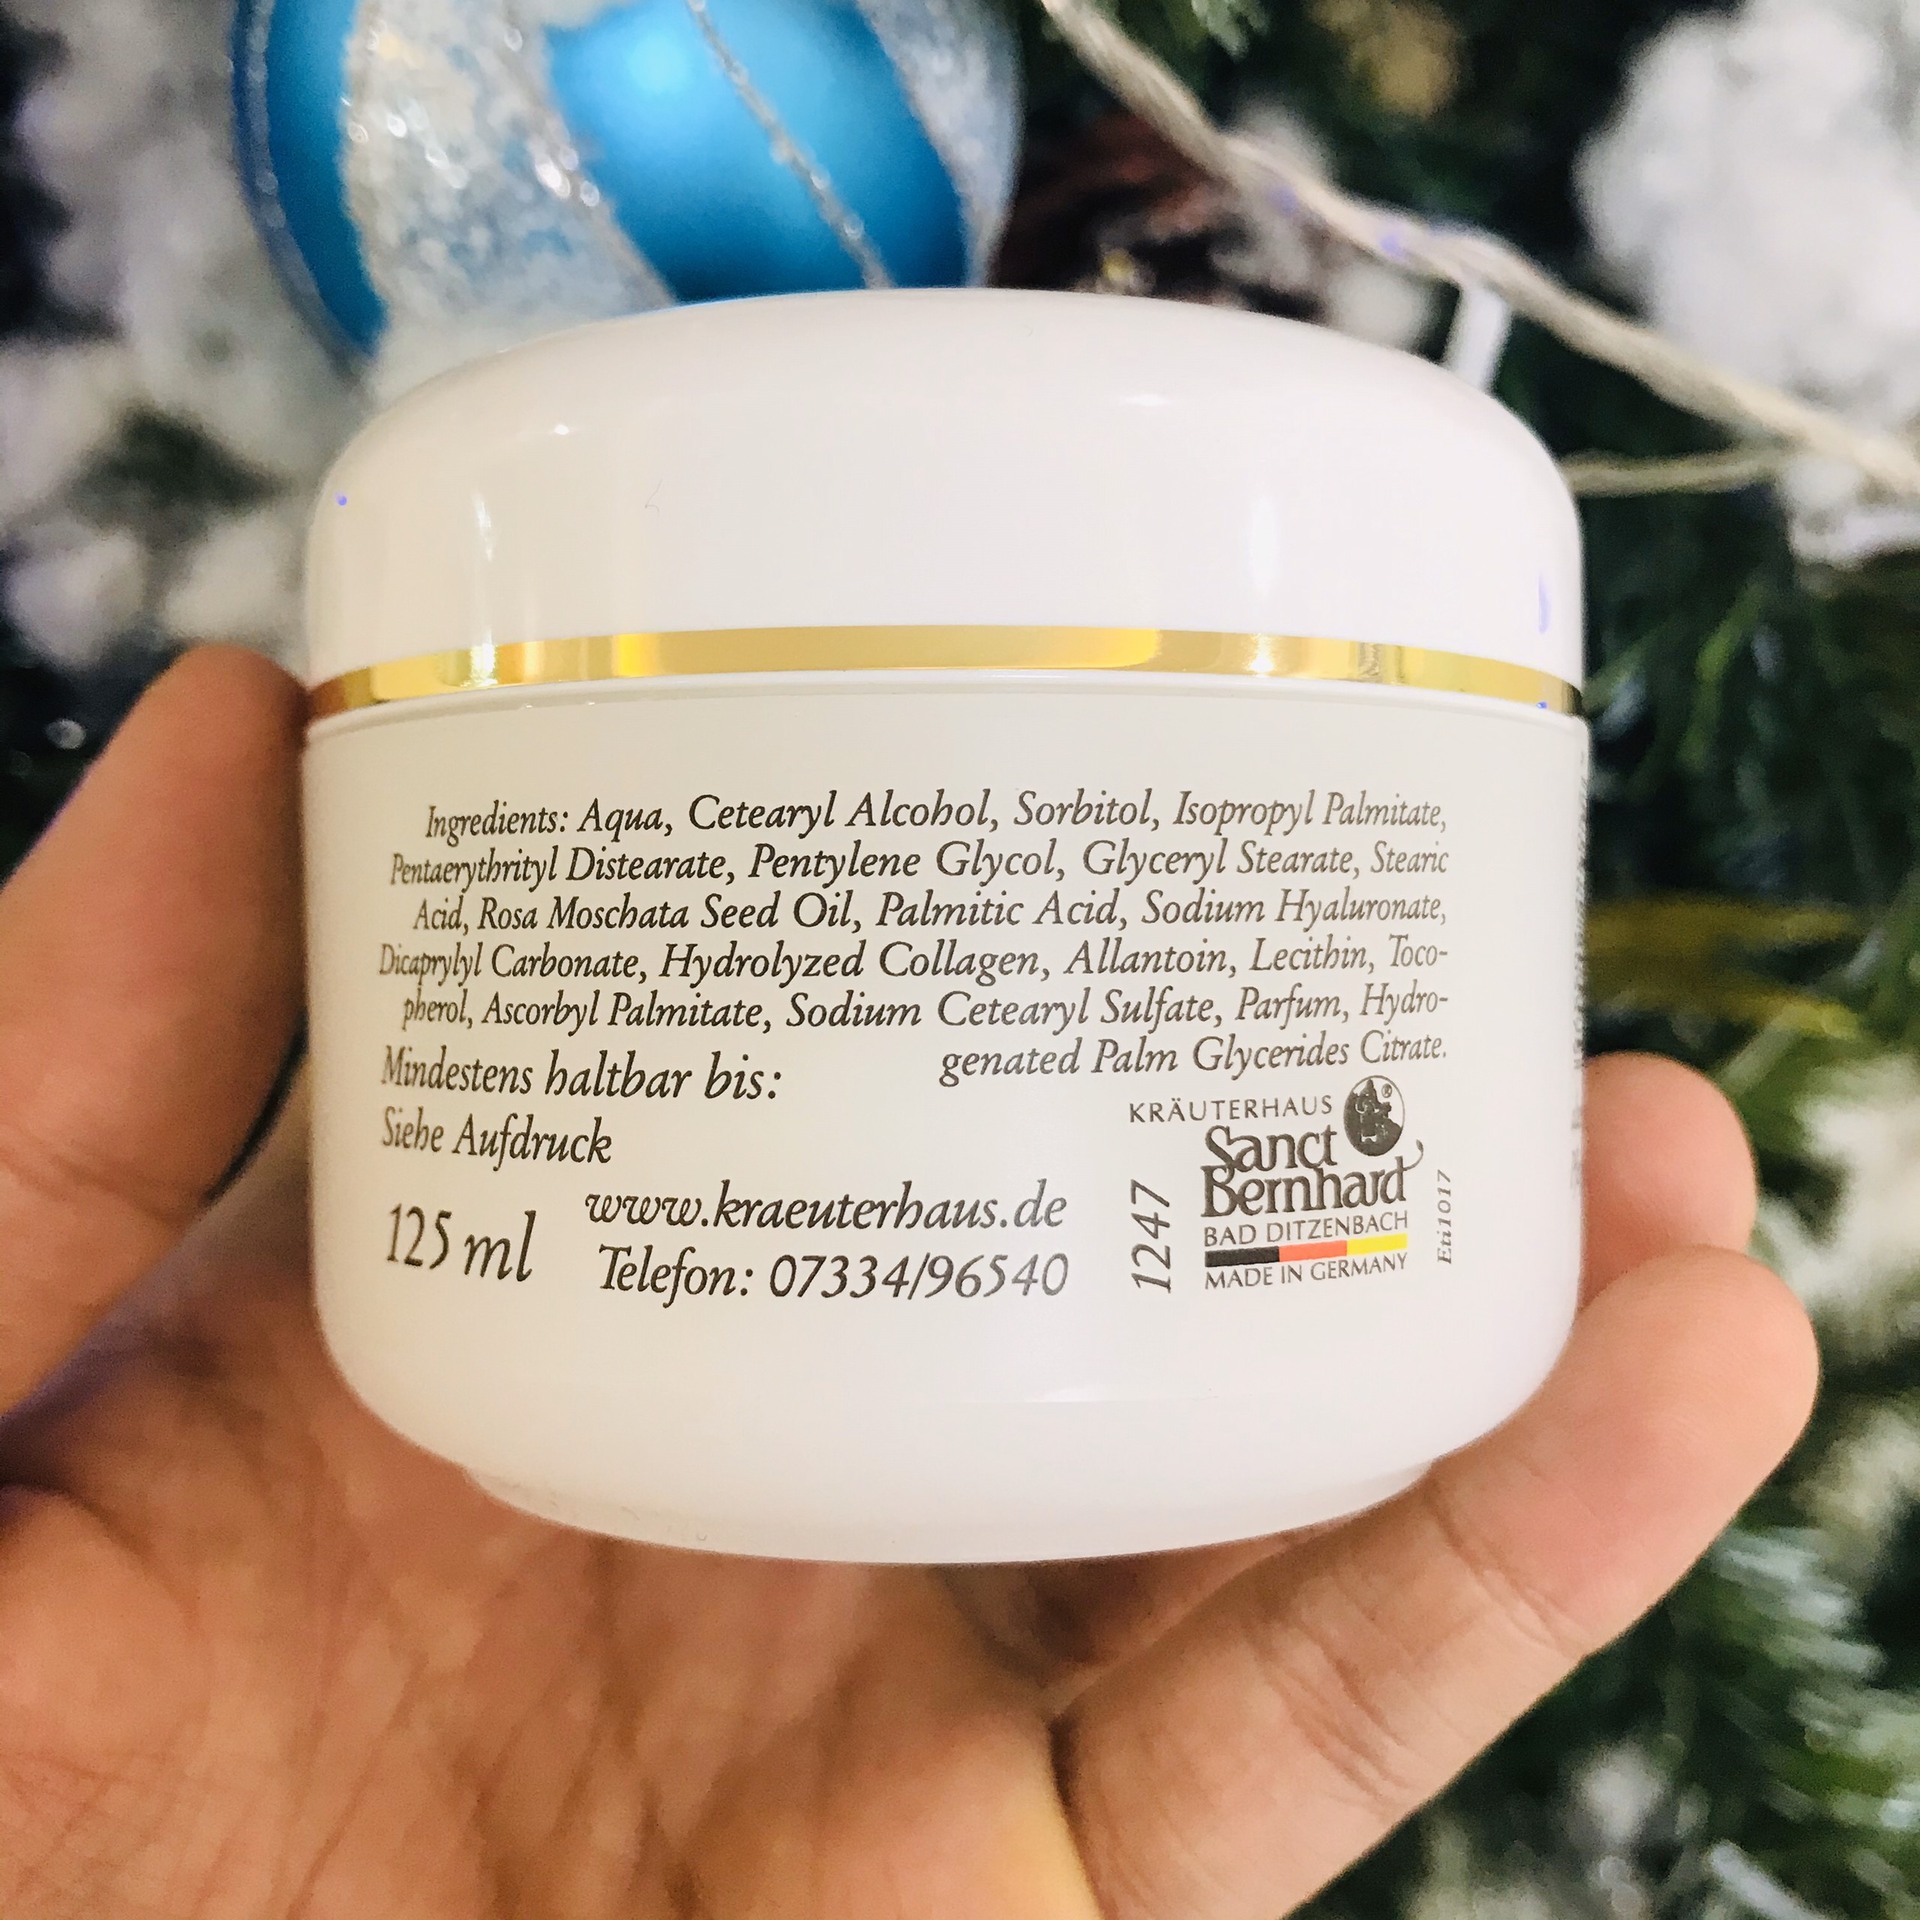 Ingredients: Aqua, Cetearyl Alcohol, Sorbitol, Isopropyl Palmitate,
Pentaerythrityl Distearate, Pentylene Glycol, Glyceryl Stearate, Stearic
Acid, Rosa Moschata Seed Oil, Palmitic Acid, Sodium Hyaluronate,
Dicaprylyl Carbonate, Hydrolyzed Collagen, Allantoin, Lecithin, Toco-
pherol, Ascorbyl Palmitate, Sodium Cetearyl Sulfate, Parfum, Hydro-
genated Palm Glycerides Citrate.
Mindestens haltbar bis:
Siehe Aufdruck
125 ml
www.kraeuterhaus.de
Telefon: 07334/96540
1247
KRÄUTERHAUS
Sanct
Bernhard
®
BAD DITZENBACH
MADE IN GERMANY
Eti1017